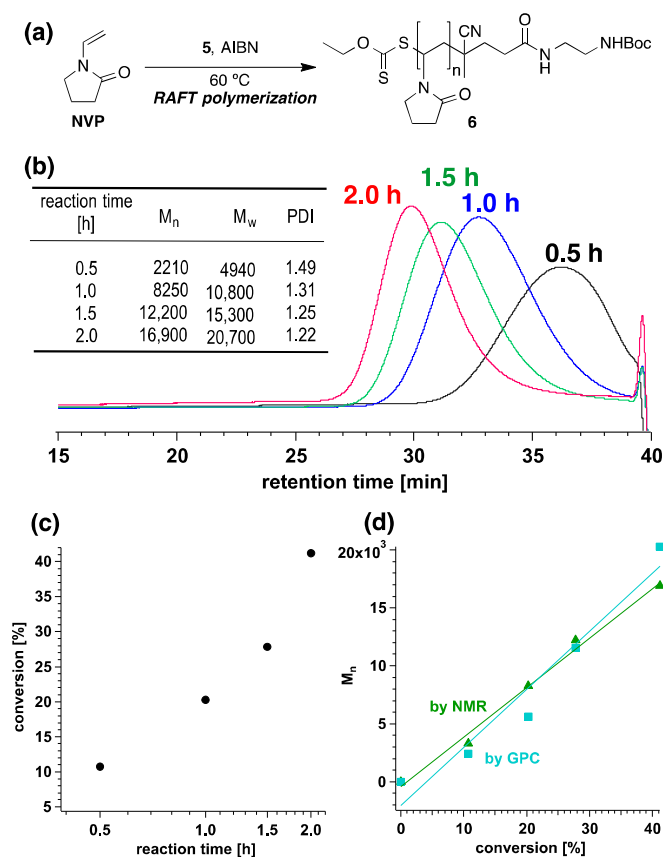 (a)
N
O
NVP
5, AIBN
60 ºC
RAFT polymerization
O
S
S
n
CN
O
N
H
NHBoc
N
O
6
(b)
reaction time [h] Mn Mw PDI
0.5 2210 4940 1.49
1.0 8250 10,800 1.31
1.5 12,200 15,300 1.25
2.0 16,900 20,700 1.22
2.0 h
1.5 h
1.0 h
0.5 h
15 20 25 30 35 40
retention time [min]
(c)
conversion [%]
40
35
30
25
20
15
10
5
0.5 1.0 1.5 2.0
reaction time [h]
(d)
Mn
20x10³
15
10
5
0
by NMR
by GPC
0 10 20 30 40
conversion [%]